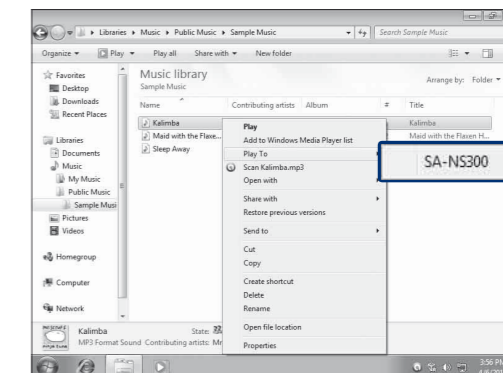 Libraries ▸ Music ▸ Public Music ▸ Sample Music
Search Sample Music
Organize ▾ Play ▾ Play all Share with ▾ New folder
Favorites
Desktop
Downloads
Recent Places
Libraries
Documents
Music
My Music
Public Music
Sample Musi
Pictures
Videos
Homegroup
Computer
Network
Music library
Sample Music
Arrange by: Folder ▾
Name Contributing artists Album # Title
Kalimba
Maid with the Flaxe...
Sleep Away
Kalimba
Maid with the Flaxen H...
Play
Add to Windows Media Player list
Play To
Scan Kalimba.mp3
Open with
Share with
Restore previous versions
Send to
Cut
Copy
Create shortcut
Delete
Rename
Open file location
Properties
SA-NS300
Kalimba State:
MP3 Format Sound Contributing artists: Mr
3:56 PM